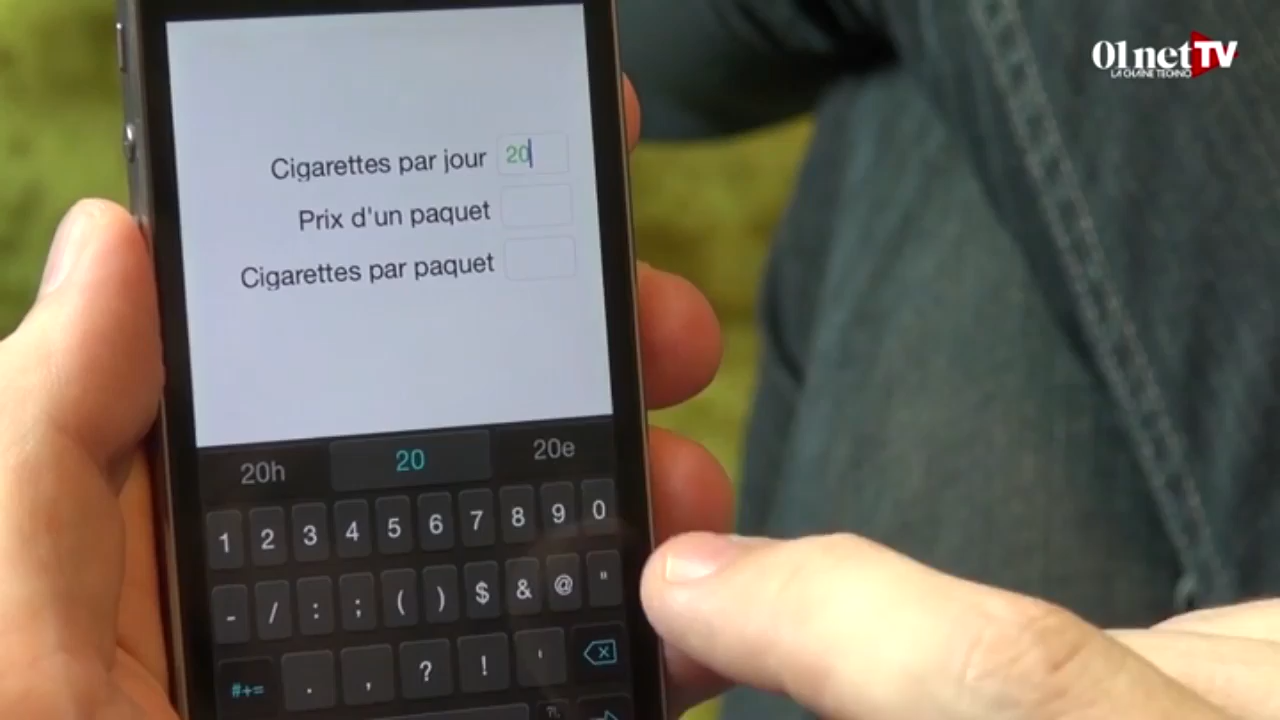 01netTV
LA CHAÎNE TECHNO
Cigarettes par jour 20
Prix d'un paquet
Cigarettes par paquet
20h 20 20e
1 2 3 4 5 6 7 8 9 0
- / : ; ( ) $ & @ "
#+= . , ? ! '